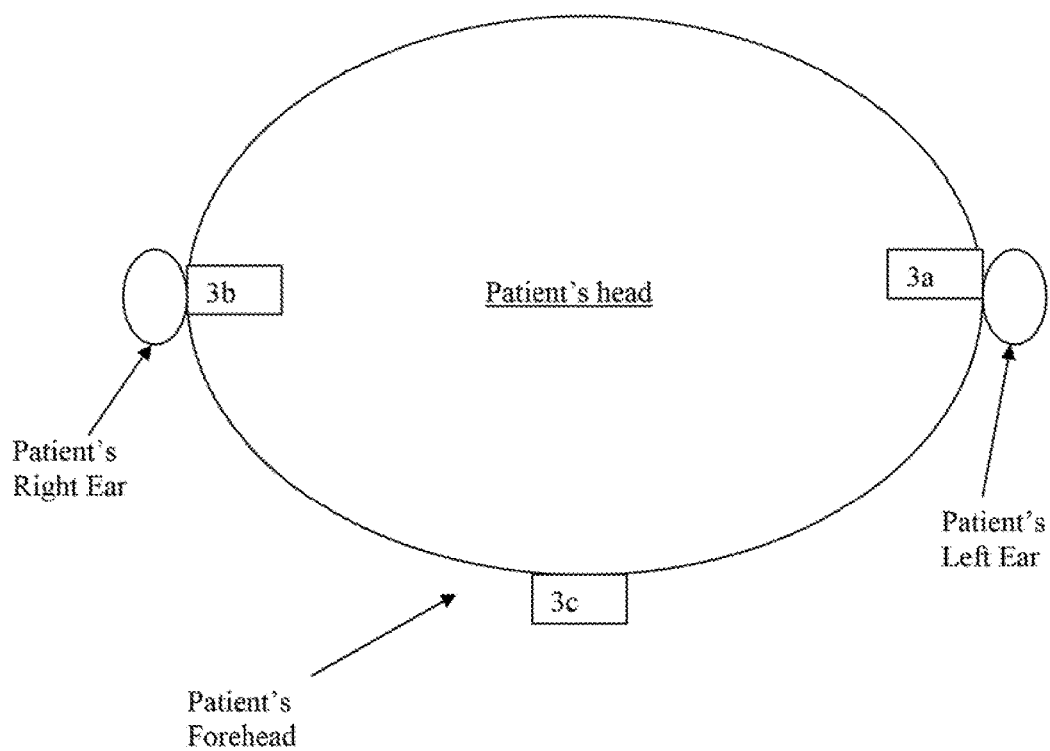 3b
Patient's head
3a
Patient's
Right Ear
Patient's
Left Ear
3c
Patient's
Forehead